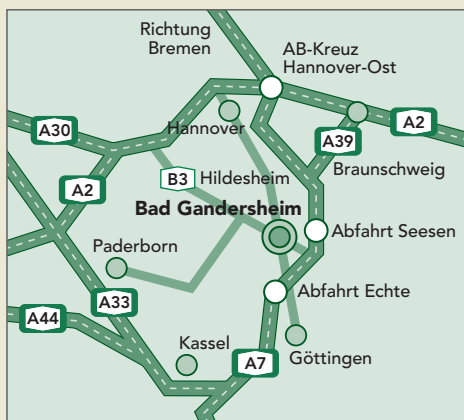 Richtung
Bremen
AB-Kreuz
Hannover-Ost
A30
Hannover
A39
A2
Braunschweig
A2
B3
Hildesheim
Bad Gandersheim
Abfahrt Seesen
Paderborn
A33
Abfahrt Echte
A44
Kassel
A7
Göttingen